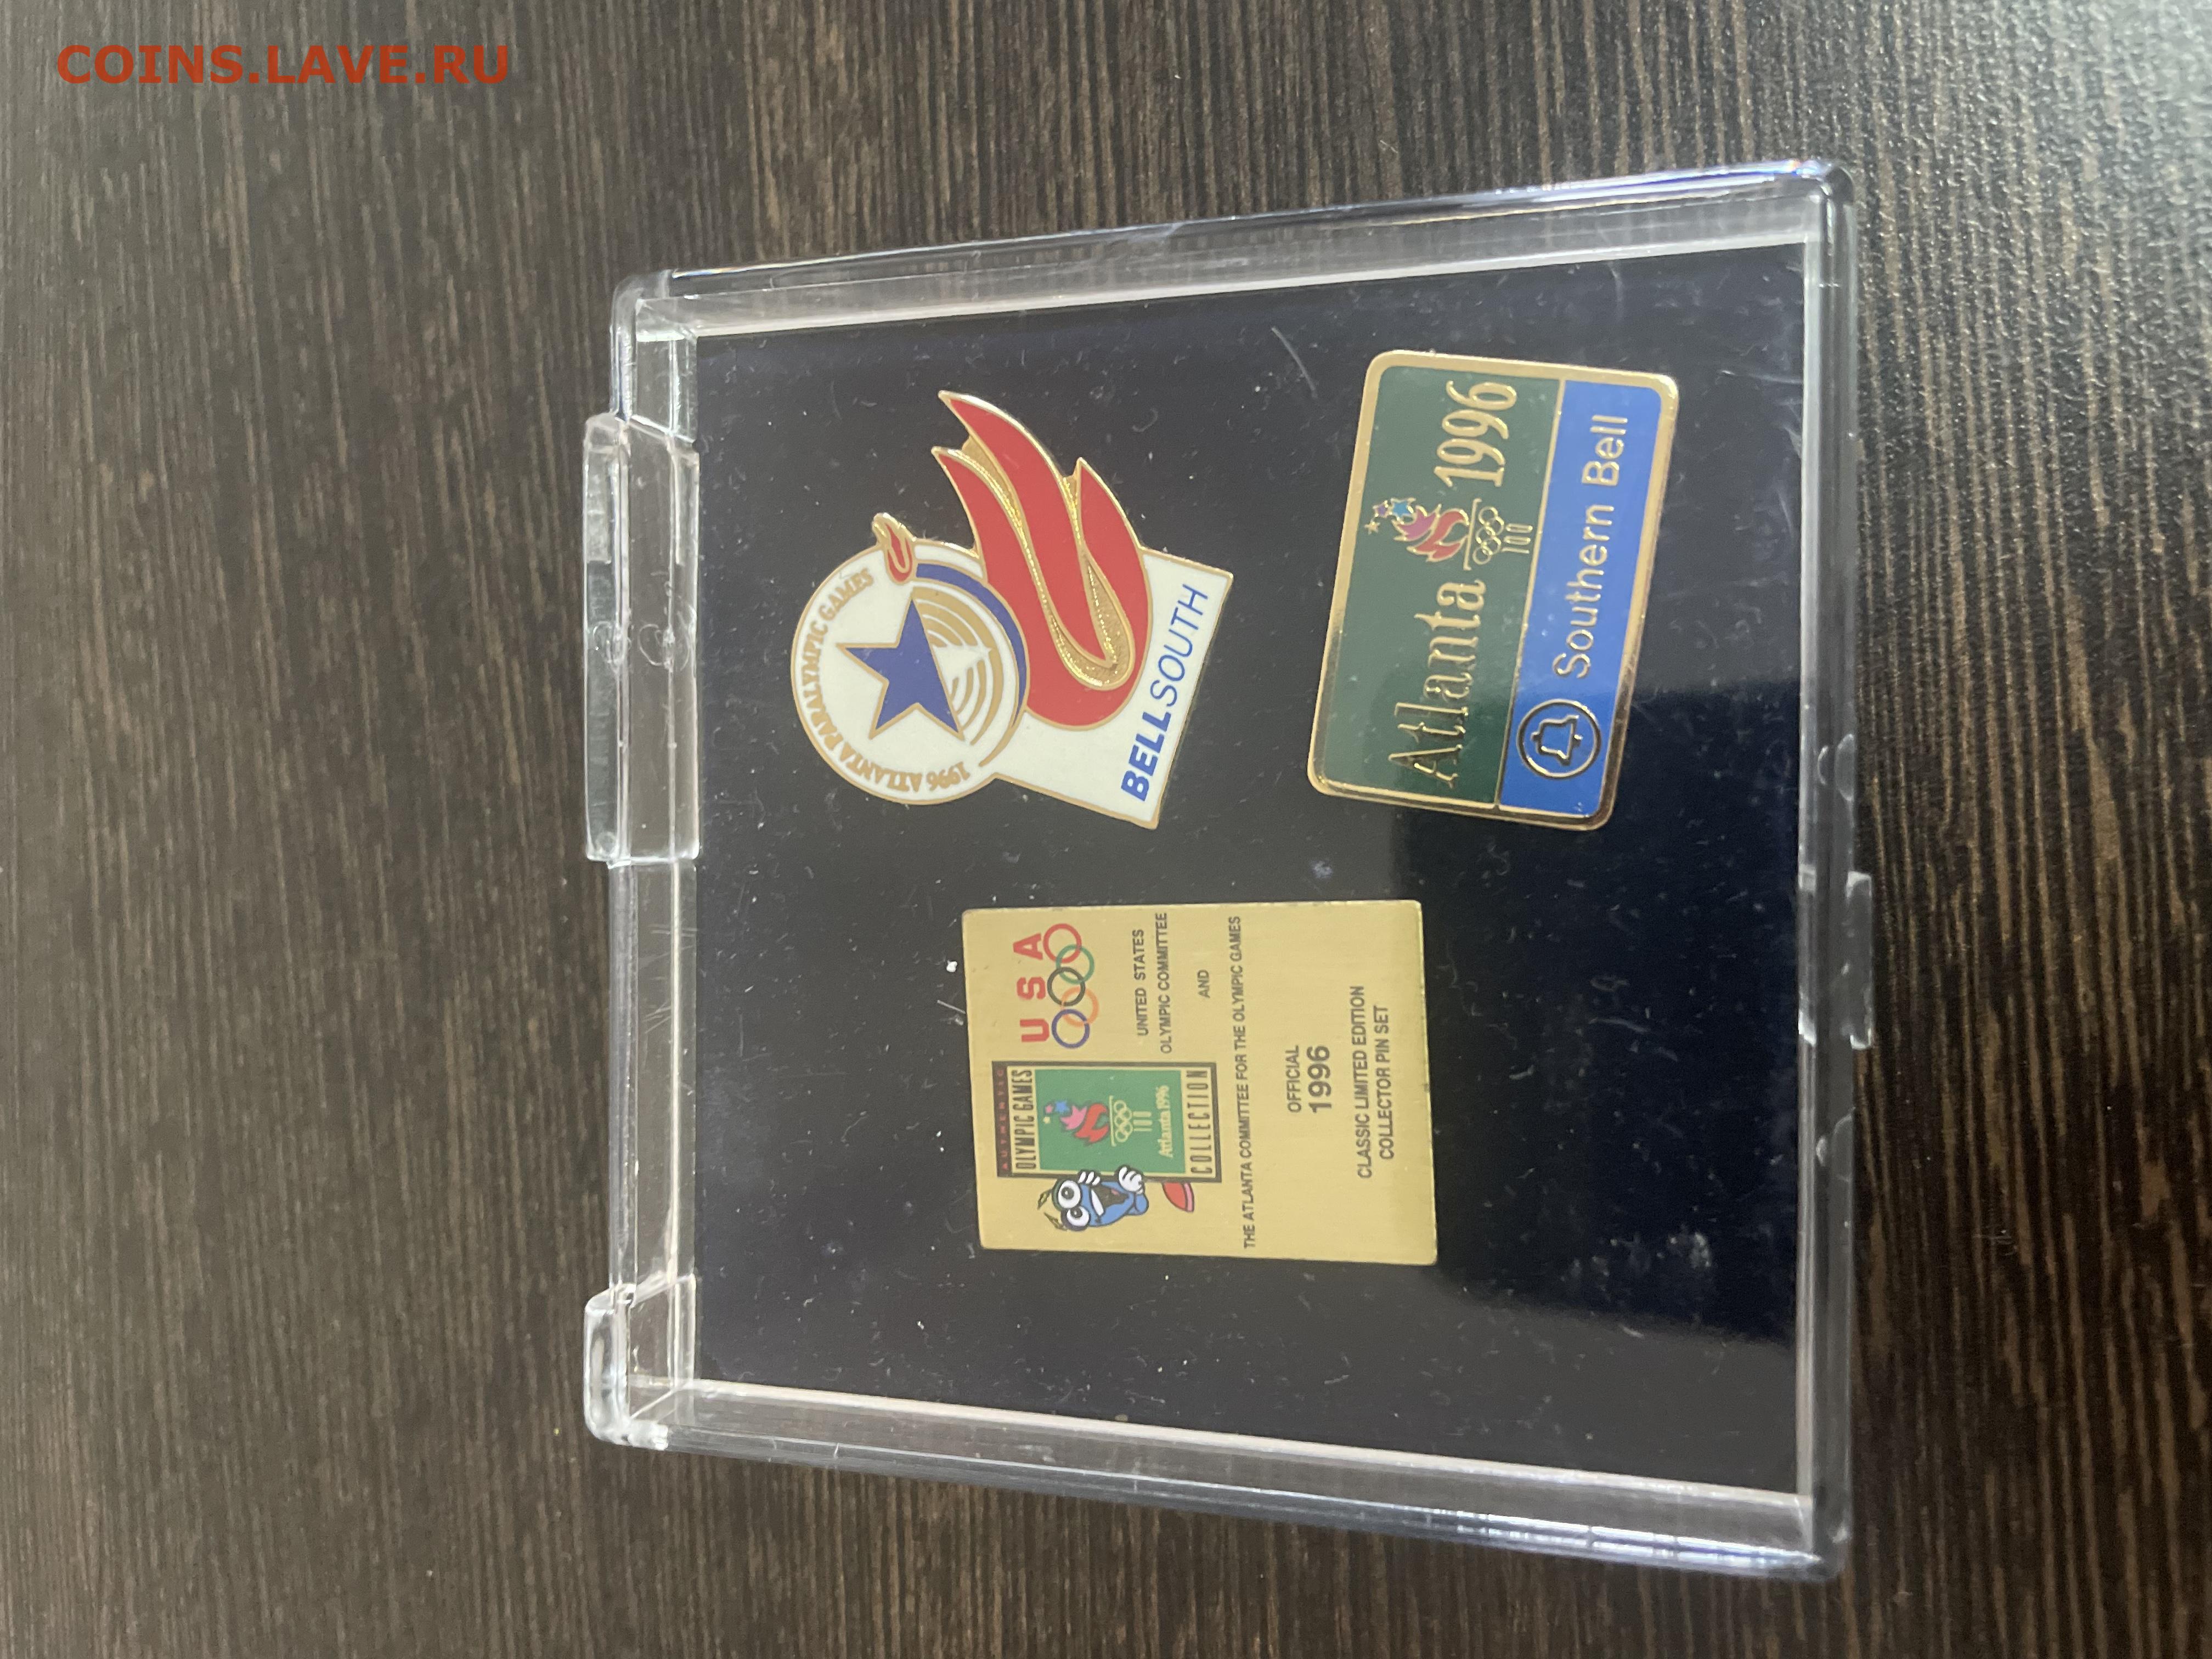 COINS.LAVE.RU
1996 ATLANTA PARALYMPIC GAMES
BELLSOUTH
Atlanta 1996
100
Southern Bell
AUTHENTIC
OLYMPIC GAMES
100
Atlanta 1996
COLLECTION
USA
UNITED STATES
OLYMPIC COMMITTEE
AND
THE ATLANTA COMMITTEE FOR THE OLYMPIC GAMES
OFFICIAL
1996
CLASSIC LIMITED EDITION
COLLECTOR PIN SET